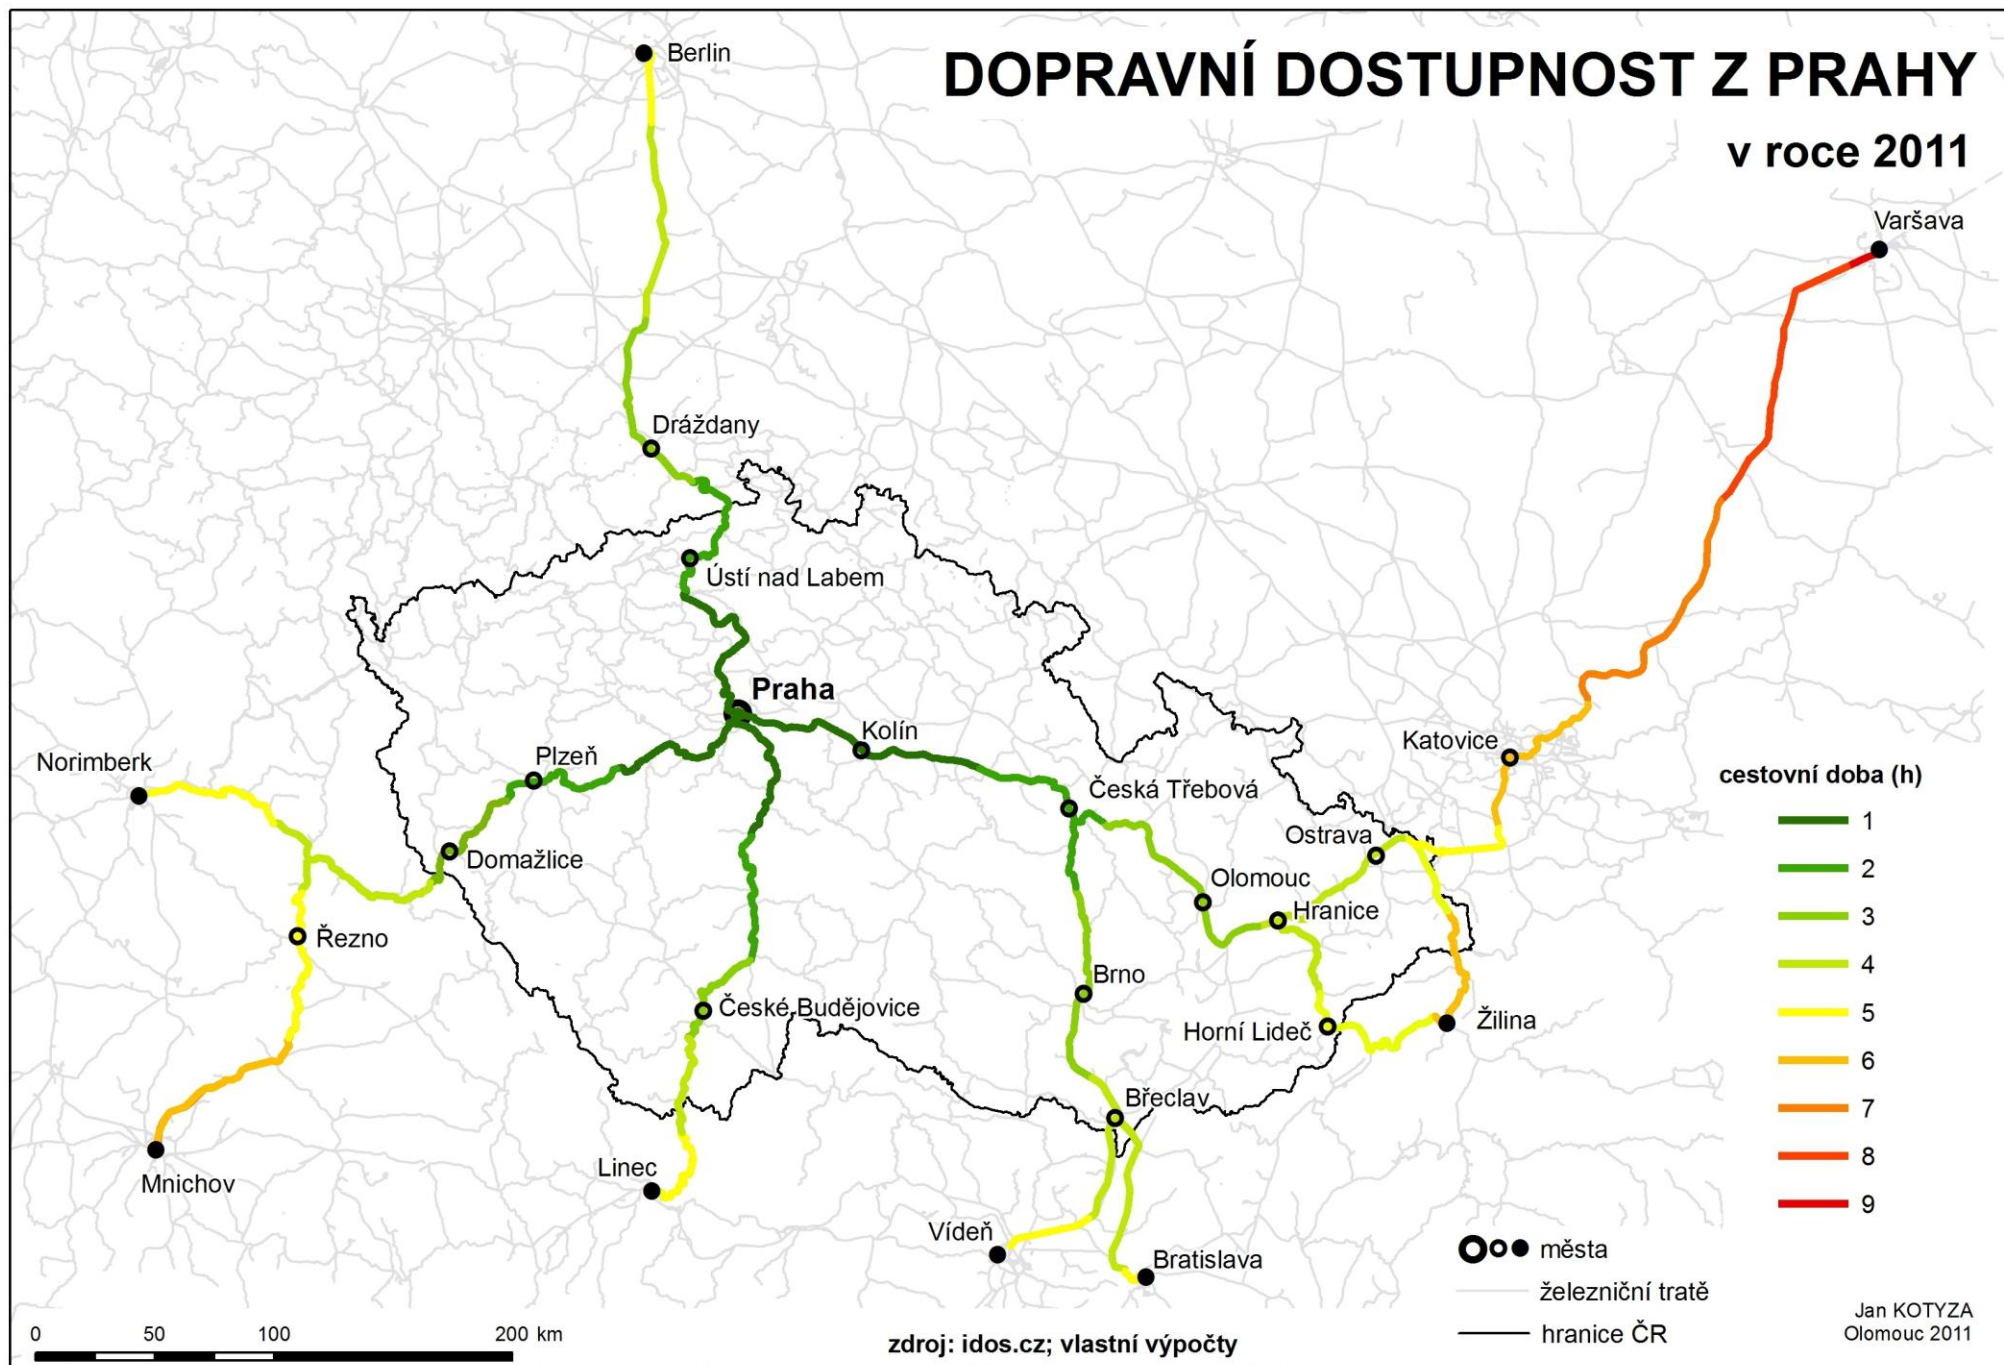 DOPRAVNÍ DOSTUPNOST Z PRAHY
v roce 2011
Berlin
Varšava
Drážďany
Ústí nad Labem
Praha
Kolín
Plzeň
Norimberk
Katovice
Česká Třebová
Ostrava
Domažlice
Olomouc
Hranice
Řezno
Brno
České Budějovice
Horní Lideč
Žilina
Břeclav
Mnichov
Linec
Vídeň
Bratislava
cestovní doba (h)
1
2
3
4
5
6
7
8
9
města
železniční tratě
hranice ČR
0 50 100 200 km
zdroj: idos.cz; vlastní výpočty
Jan KOTYZA
Olomouc 2011